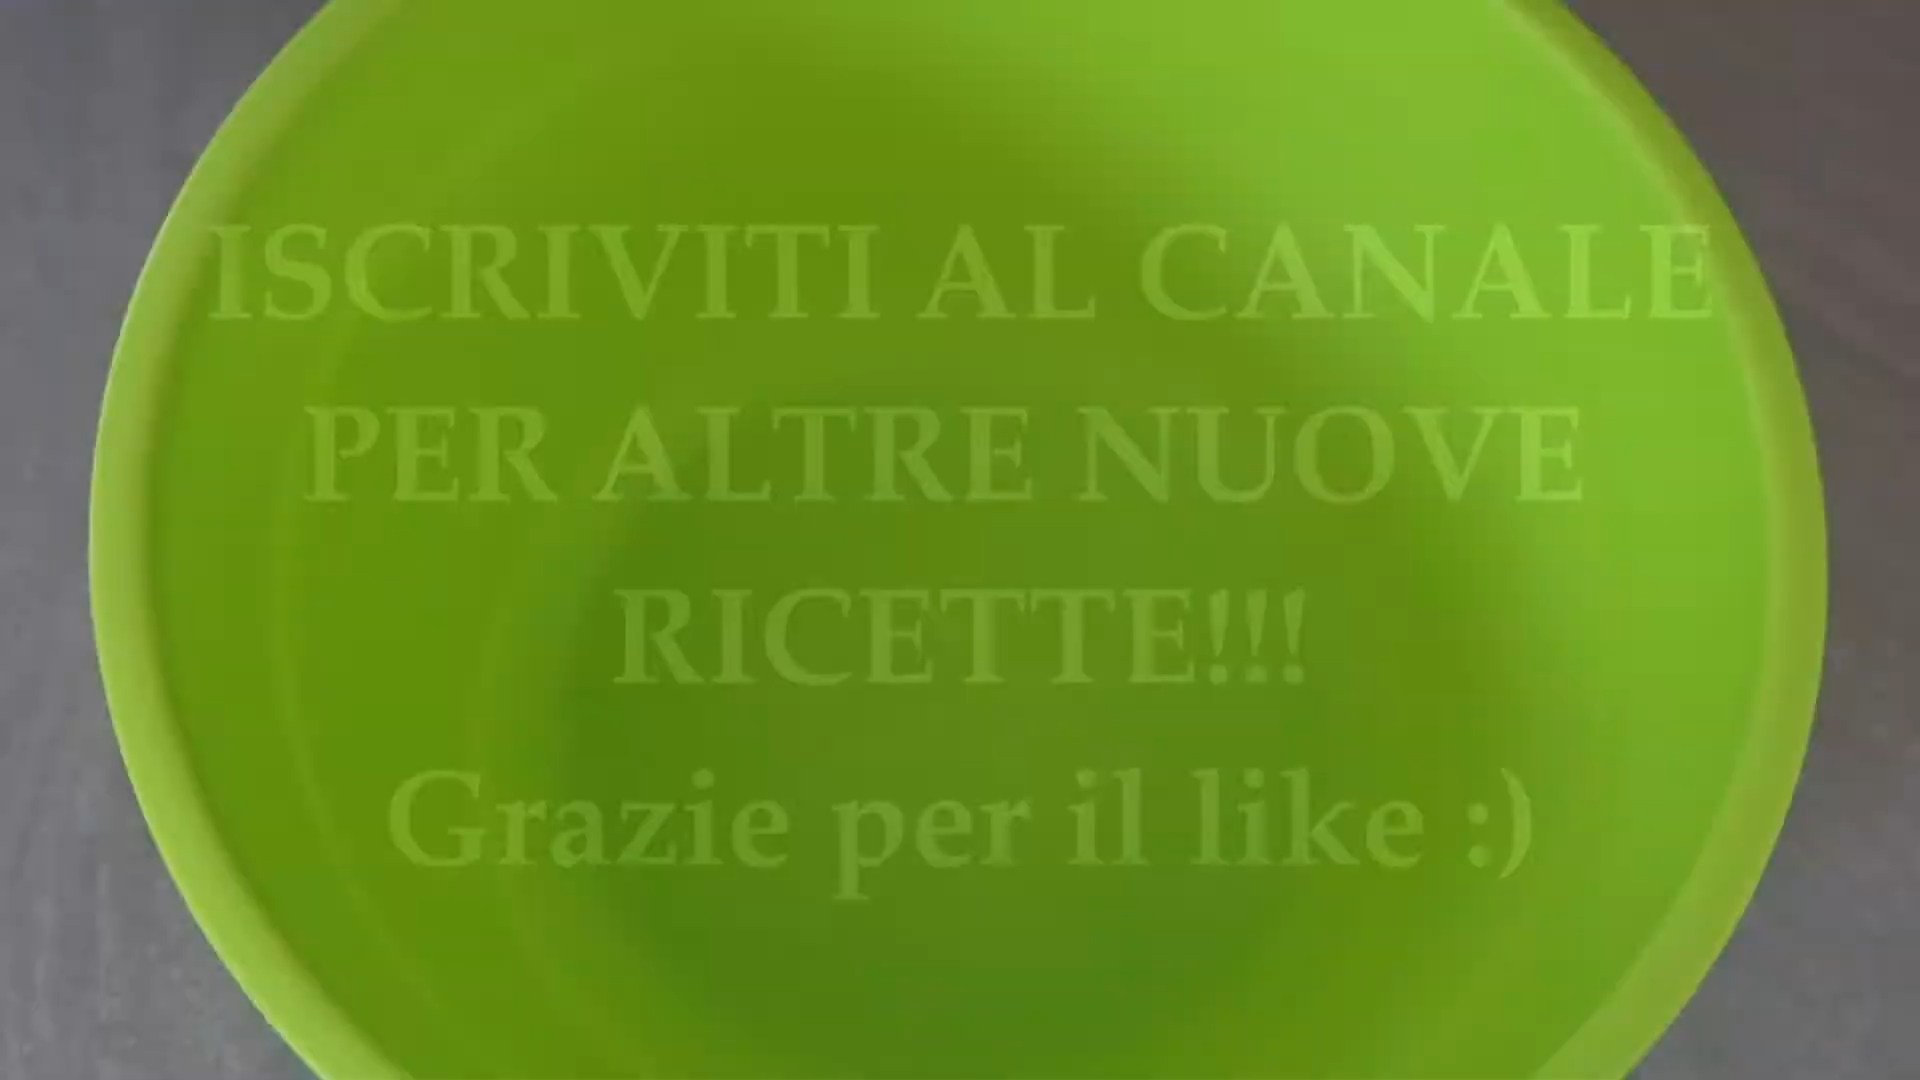 ISCRIVITI AL CANALE
PER ALTRE NUOVE
RICETTE!!!
Grazie per il like :)